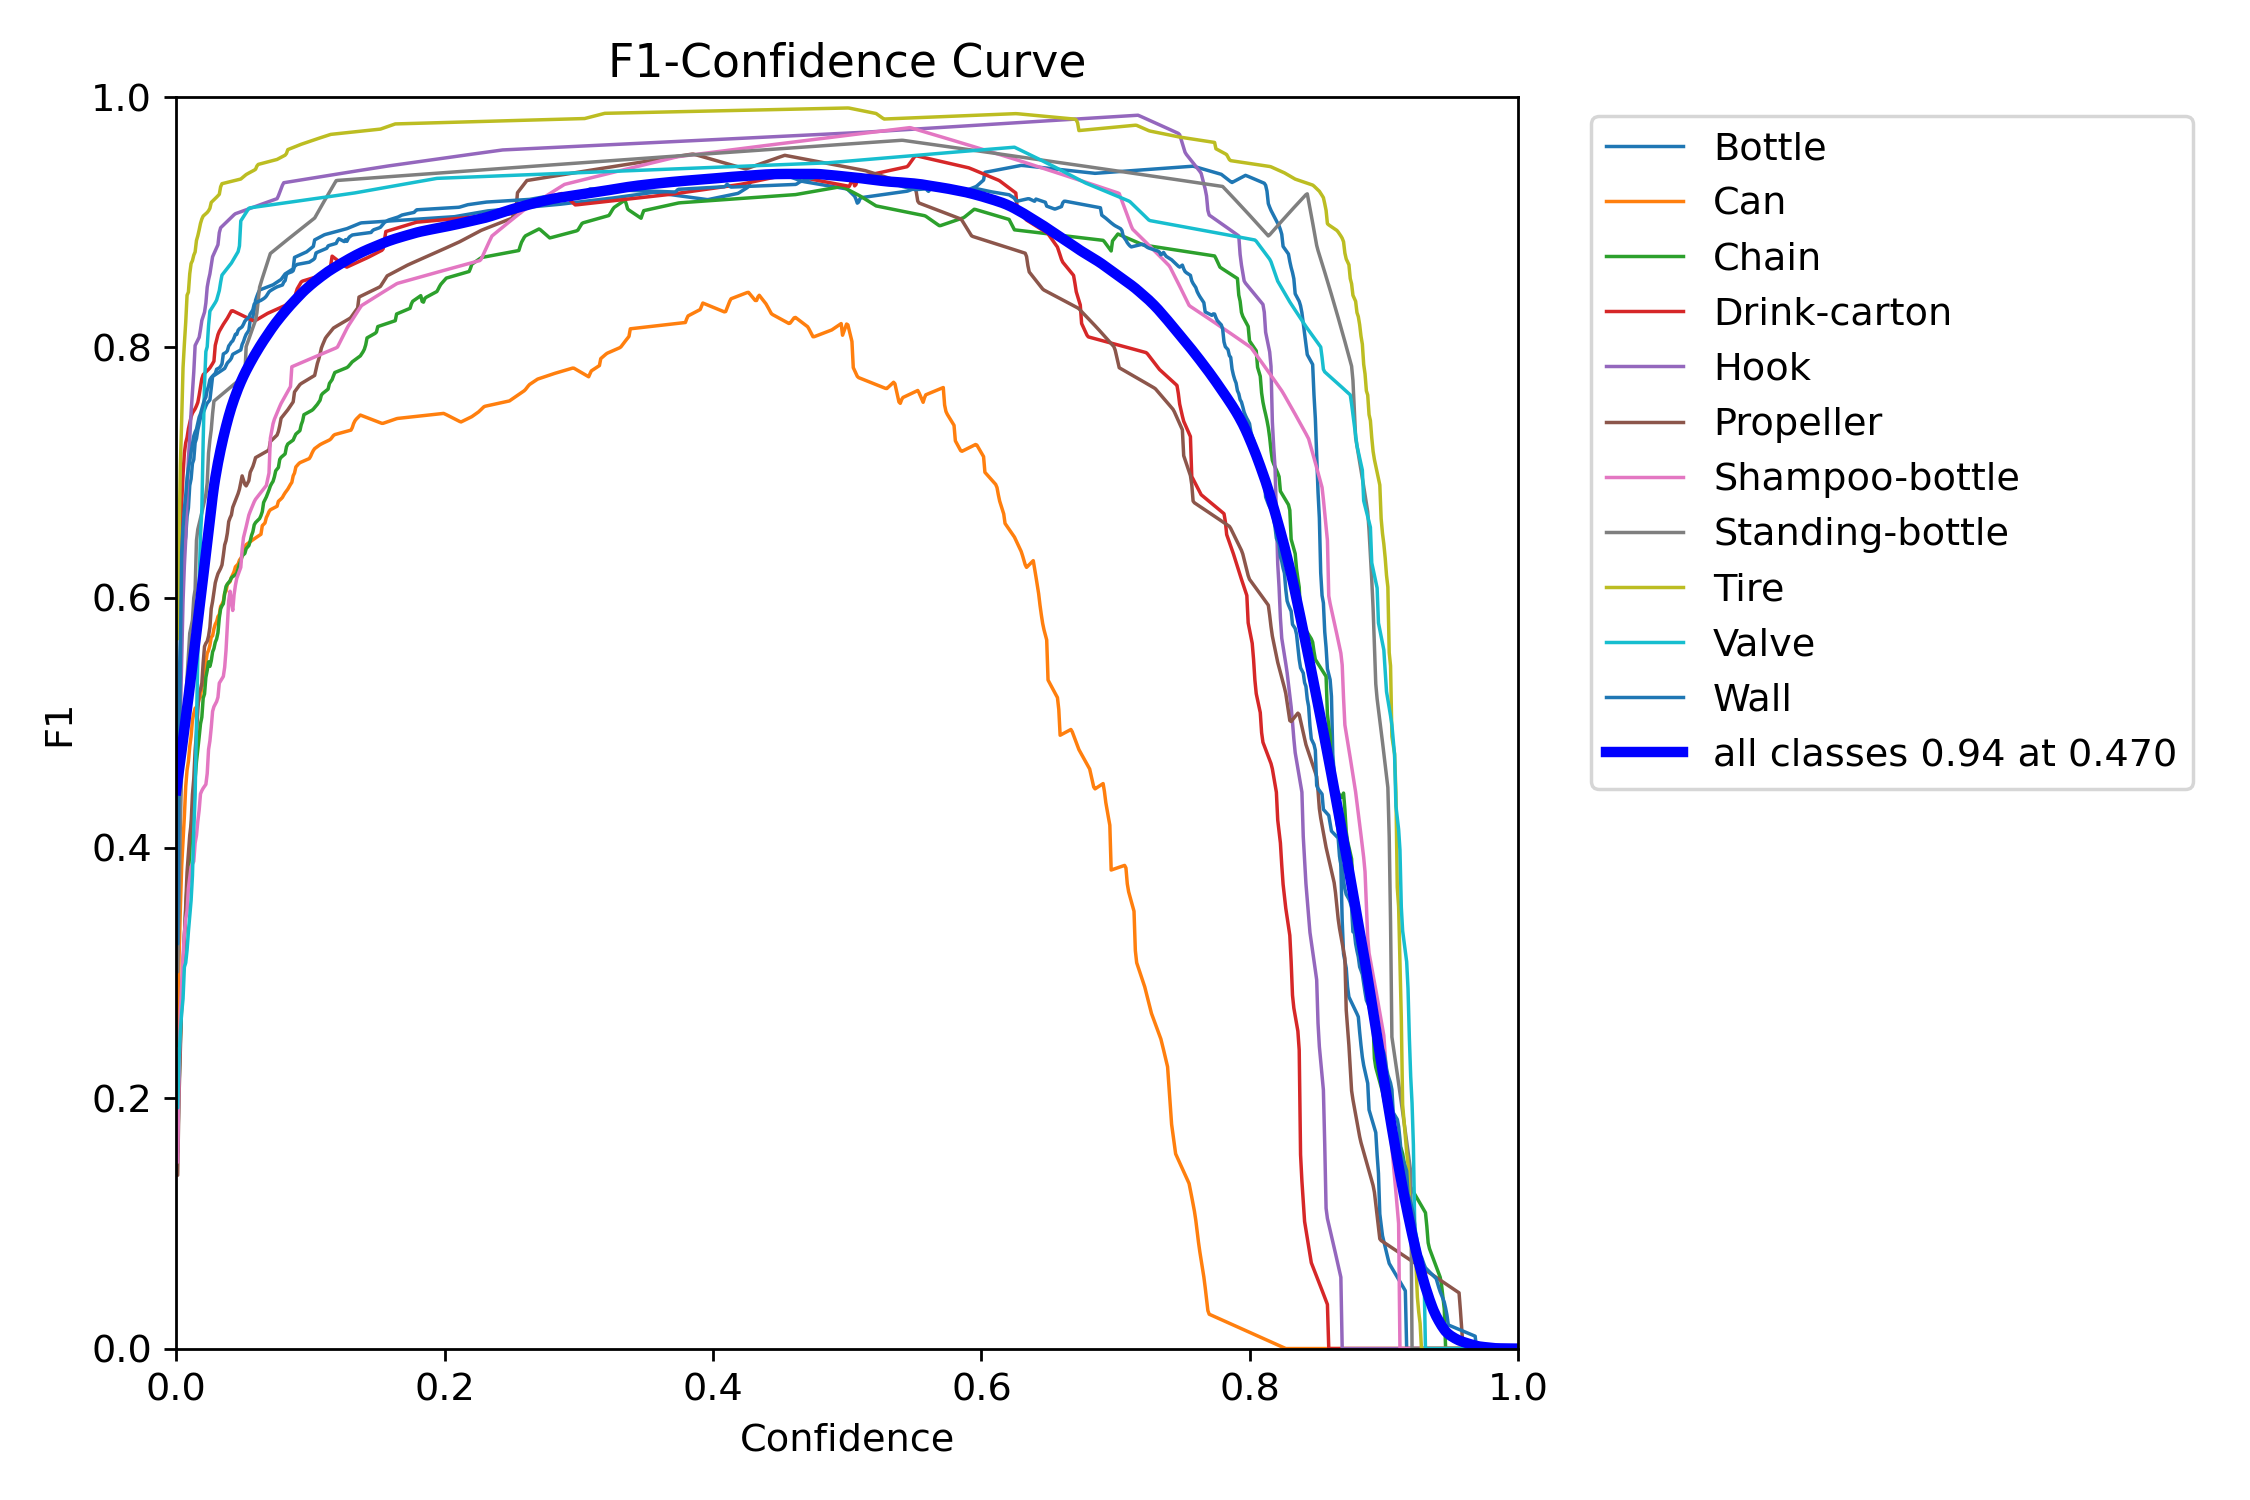 F1-Confidence Curve
1.0
0.8
0.6
0.4
0.2
0.0
F1
0.0 0.2 0.4 0.6 0.8 1.0
Confidence
Bottle
Can
Chain
Drink-carton
Hook
Propeller
Shampoo-bottle
Standing-bottle
Tire
Valve
Wall
all classes 0.94 at 0.470